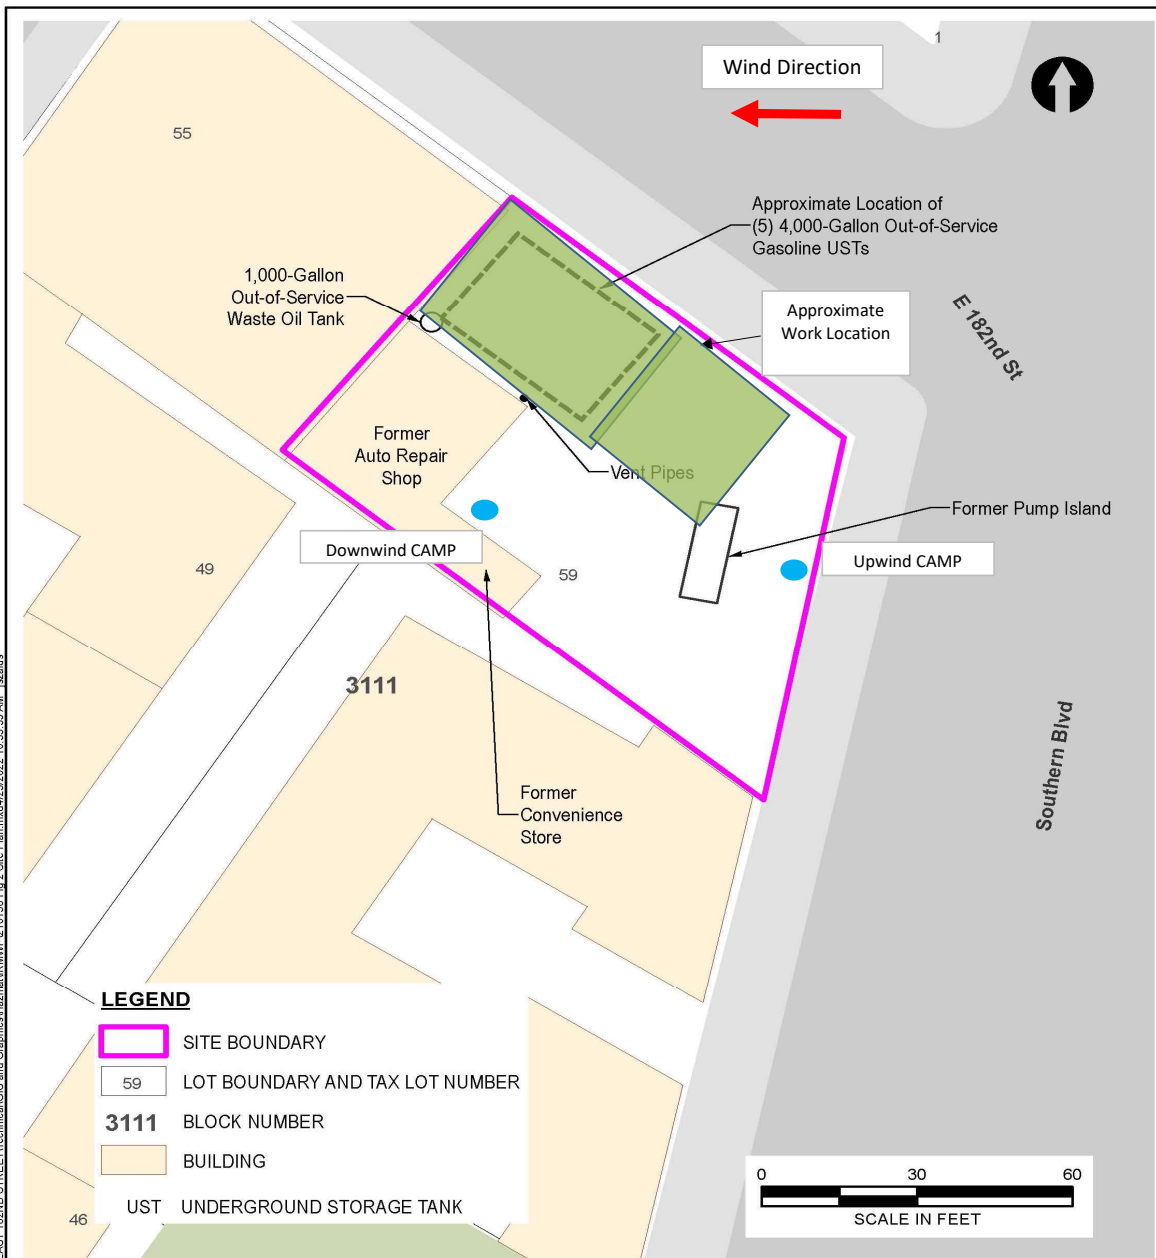 1
Wind Direction
55
Approximate Location of
(5) 4,000-Gallon Out-of-Service
Gasoline USTs
1,000-Gallon
Out-of-Service
Waste Oil Tank
Approximate
Work Location
E 182nd St
Former
Auto Repair
Shop
Vent Pipes
Former Pump Island
Downwind CAMP
Upwind CAMP
49
59
3111
Southern Blvd
Former
Convenience
Store
LEGEND
SITE BOUNDARY
59 LOT BOUNDARY AND TAX LOT NUMBER
3111 BLOCK NUMBER
BUILDING
UST UNDERGROUND STORAGE TANK
46
0 30 60
SCALE IN FEET